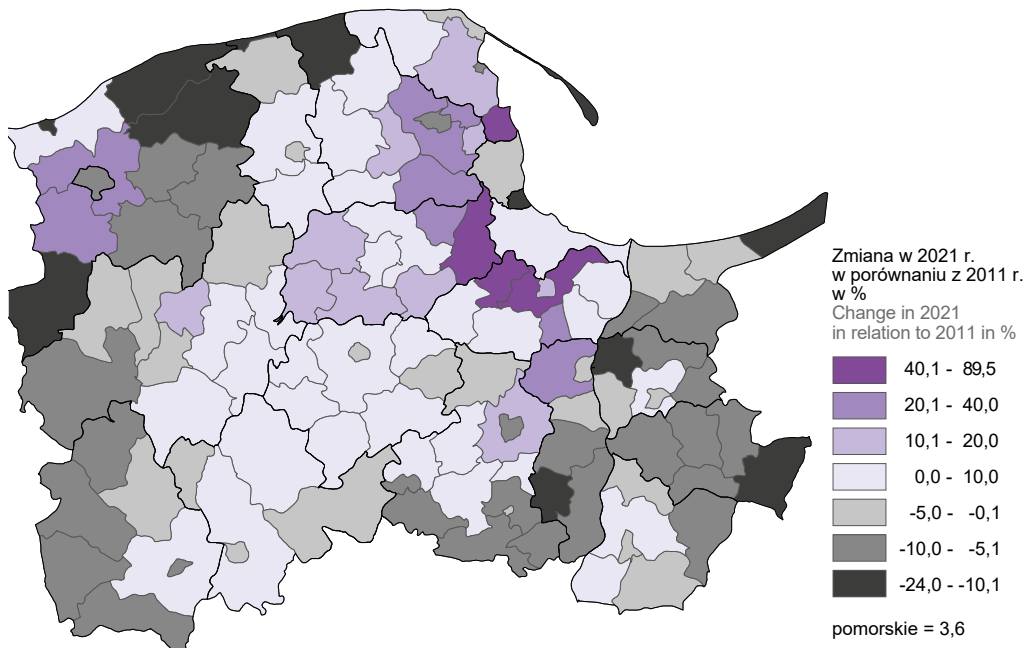 Zmiana w 2021 r.
w porównaniu z 2011 r.
w %
Change in 2021
in relation to 2011 in %
40,1 - 89,5
20,1 - 40,0
10,1 - 20,0
0,0 - 10,0
-5,0 - -0,1
-10,0 - -5,1
-24,0 - -10,1
pomorskie = 3,6